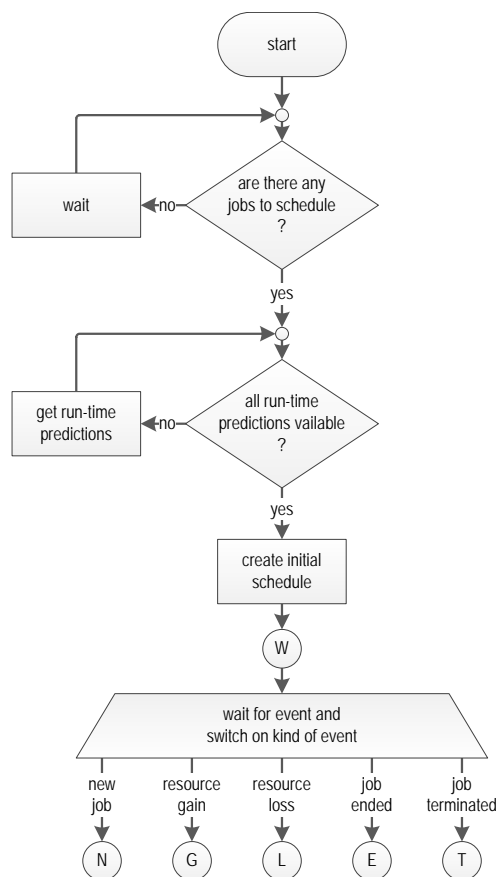 start
are there any
jobs to schedule
?
wait
no
yes
all run-time
predictions vailable
?
get run-time
predictions
no
yes
create initial
schedule
W
wait for event and
switch on kind of event
new
job
resource
gain
resource
loss
job
ended
job
terminated
N
G
L
E
T